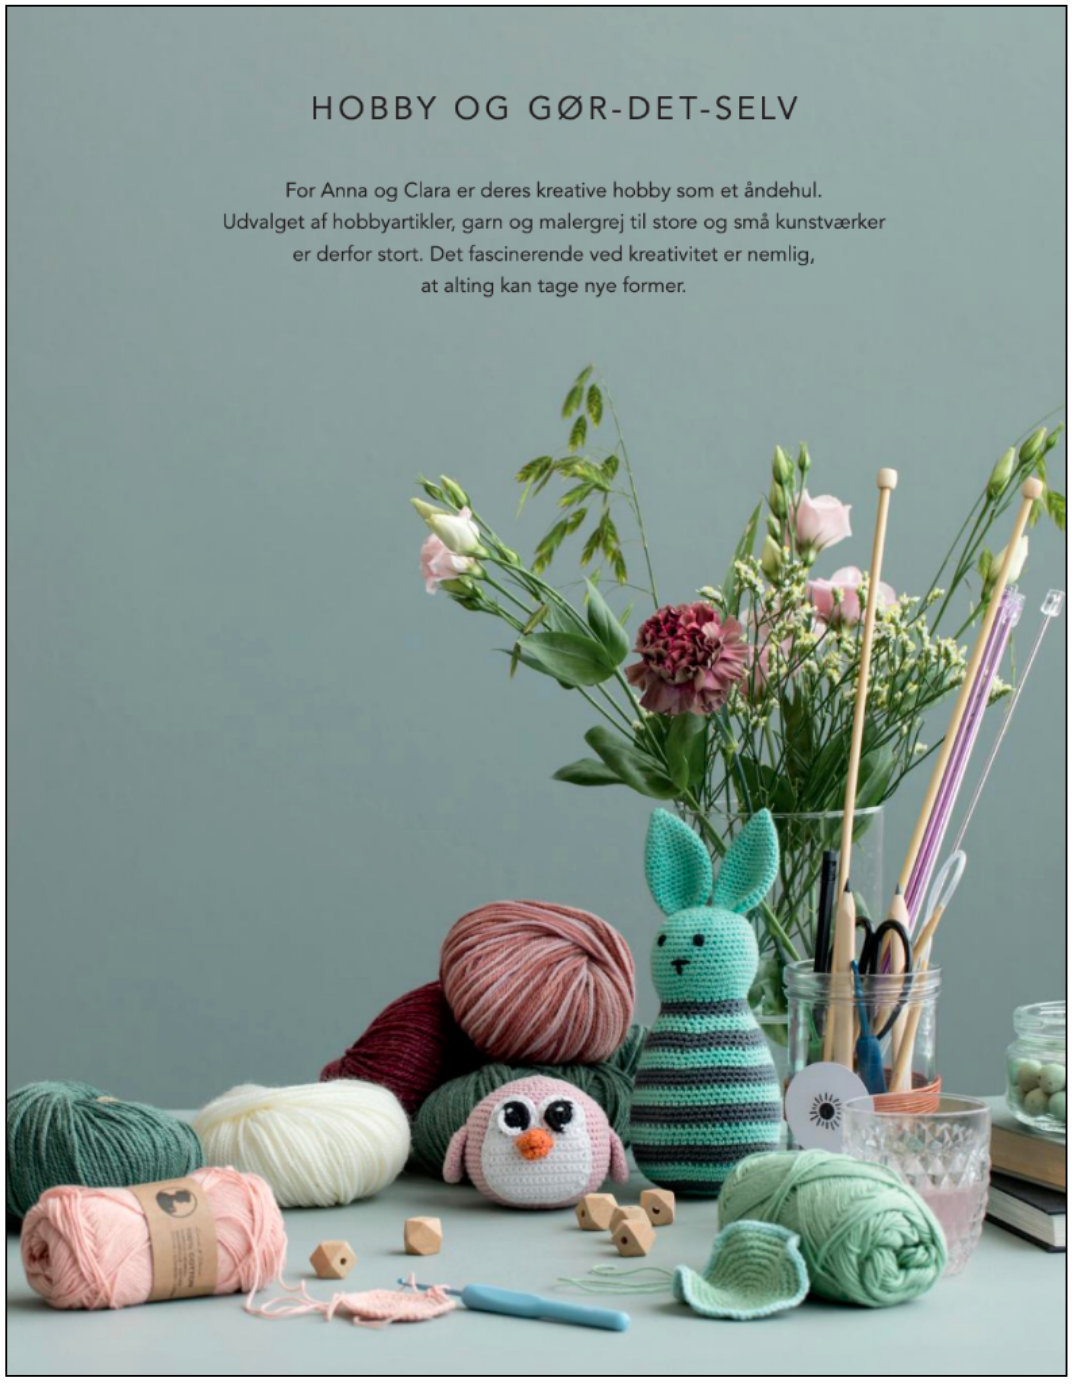 HOBBY OG GØR-DET-SELV
For Anna og Clara er deres kreative hobby som et åndehul.
Udvalget af hobbyartikler, garn og malergrej til store og små kunstværker
er derfor stort. Det fascinerende ved kreativitet er nemlig,
at alting kan tage nye former.